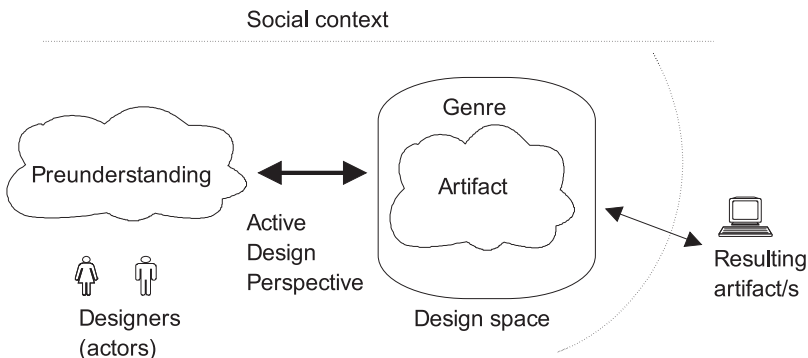 Social context
Genre
Preunderstanding
Artifact
Active
Design
Perspective
Designers
(actors)
Design space
Resulting
artifact/s